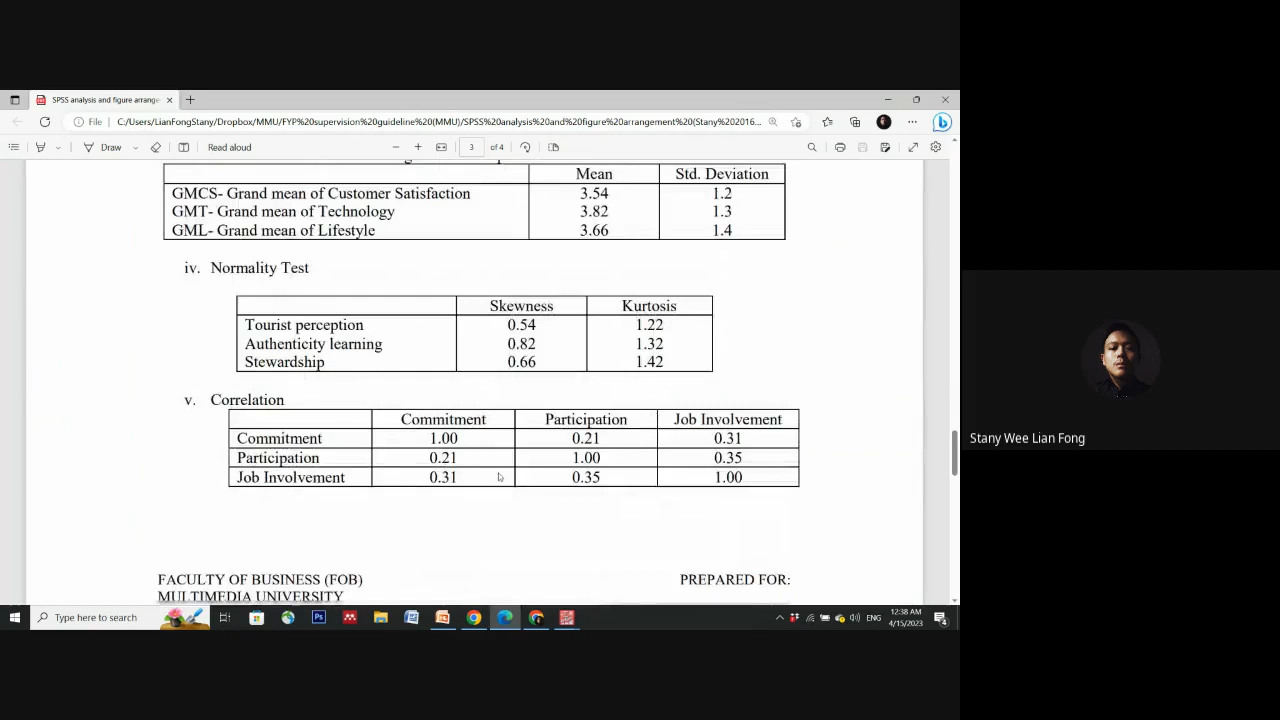 SPSS analysis and figure arrange
File
C:/Users/LianFongStany/Dropbox/MMU/FYP%20supervision%20guideline%20(MMU)/SPSS%20analysis%20and%20figure%20arrangement%20(Stany%202016...
Draw
Read aloud
3 of 4
Mean Std. Deviation
GMCS- Grand mean of Customer Satisfaction 3.54 1.2
GMT- Grand mean of Technology 3.82 1.3
GML- Grand mean of Lifestyle 3.66 1.4
iv. Normality Test
Skewness Kurtosis
Tourist perception 0.54 1.22
Authenticity learning 0.82 1.32
Stewardship 0.66 1.42
v. Correlation
Commitment Participation Job Involvement
Commitment 1.00 0.21 0.31
Participation 0.21 1.00 0.35
Job Involvement 0.31 0.35 1.00
FACULTY OF BUSINESS (FOB) PREPARED FOR:
MULTIMEDIA UNIVERSITY
Stany Wee Lian Fong
Type here to search
Ps
ENG
12:38 AM
4/15/2023
4